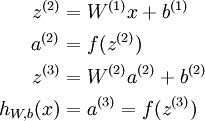 z^{(2)} = W^{(1)}x + b^{(1)}
a^{(2)} = f(z^{(2)})
z^{(3)} = W^{(2)}a^{(2)} + b^{(2)}
h_{W,b}(x) = a^{(3)} = f(z^{(3)})